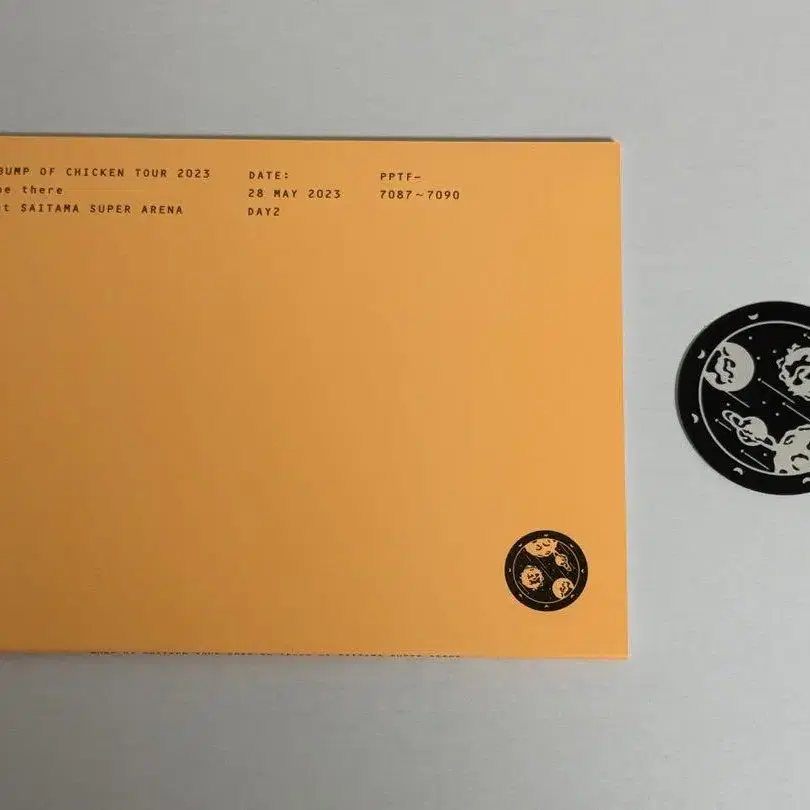 BUMP OF CHICKEN TOUR 2023
be there
at SAITAMA SUPER ARENA
DATE:
28 MAY 2023
DAY2
PPTF-
7087~7090